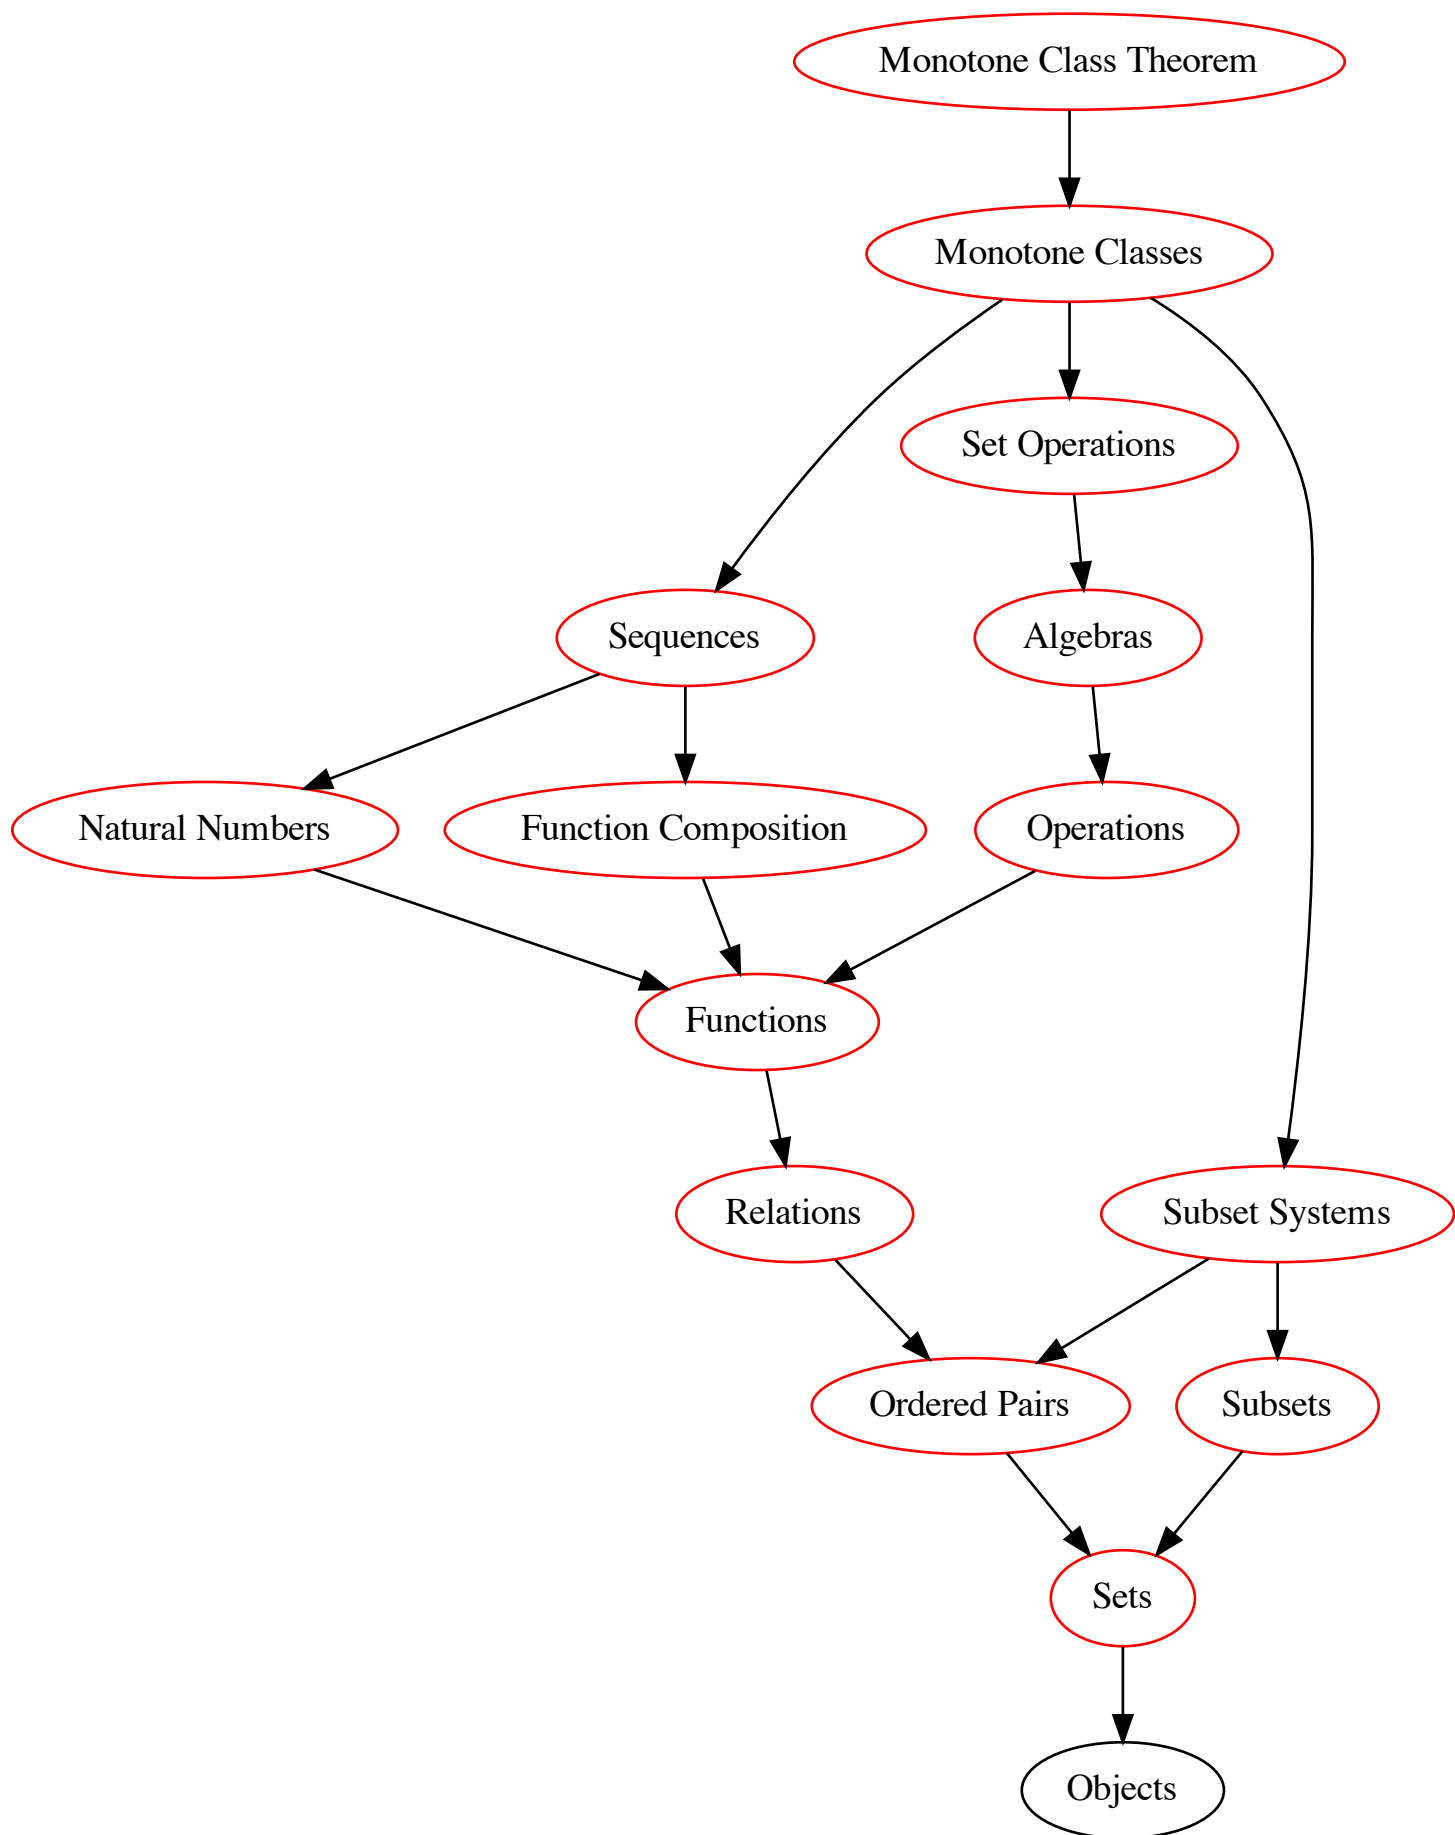 Monotone Class Theorem
Monotone Classes
Set Operations
Sequences
Algebras
Natural Numbers
Function Composition
Operations
Functions
Relations
Subset Systems
Ordered Pairs
Subsets
Sets
Objects